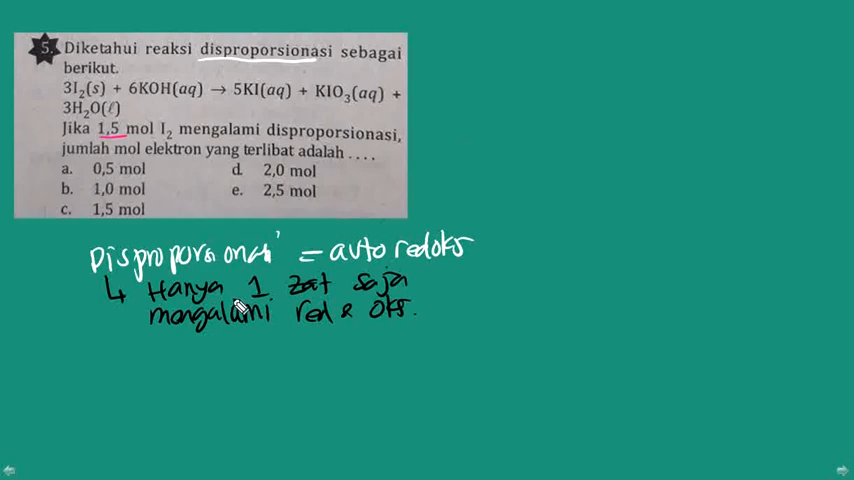 5. Diketahui reaksi disproporsionasi sebagai
berikut.
3I₂(s) + 6KOH(aq) → 5KI(aq) + KIO₃(aq) +
3H₂O(ℓ)
Jika 1,5 mol I₂ mengalami disproporsionasi,
jumlah mol elektron yang terlibat adalah . . . .
a. 0,5 mol
b. 1,0 mol
c. 1,5 mol
d. 2,0 mol
e. 2,5 mol
Disproporsionasi = autoredoks
↳ Hanya 1 zat saja
mengalami red & oks.